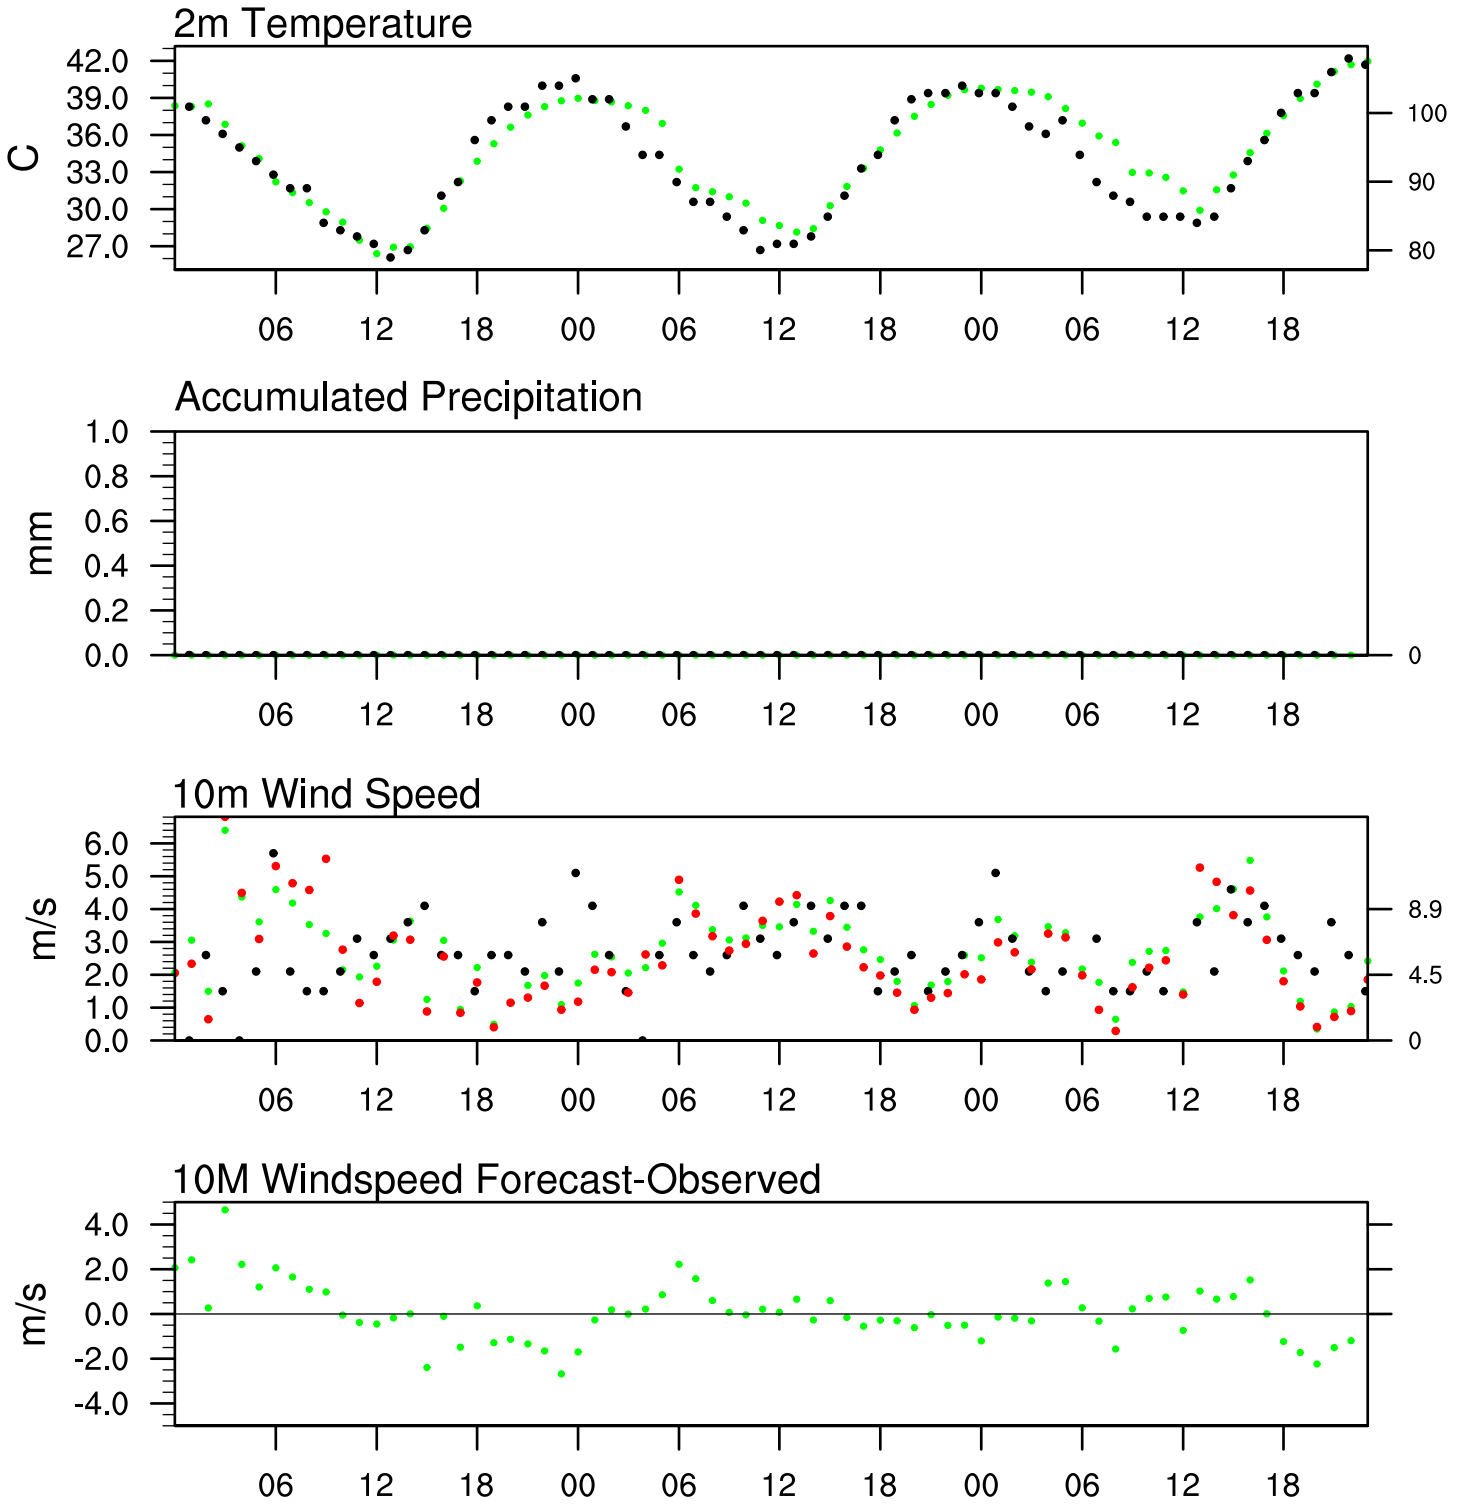 2m Temperature
42.0
39.0
36.0
33.0
30.0
27.0
C
100
90
80
06 12 18 00 06 12 18 00 06 12 18
Accumulated Precipitation
1.0
0.8
0.6
0.4
0.2
0.0
mm
0
06 12 18 00 06 12 18 00 06 12 18
10m Wind Speed
6.0
5.0
4.0
3.0
2.0
1.0
0.0
m/s
8.9
4.5
0
06 12 18 00 06 12 18 00 06 12 18
10M Windspeed Forecast-Observed
4.0
2.0
0.0
-2.0
-4.0
m/s
06 12 18 00 06 12 18 00 06 12 18